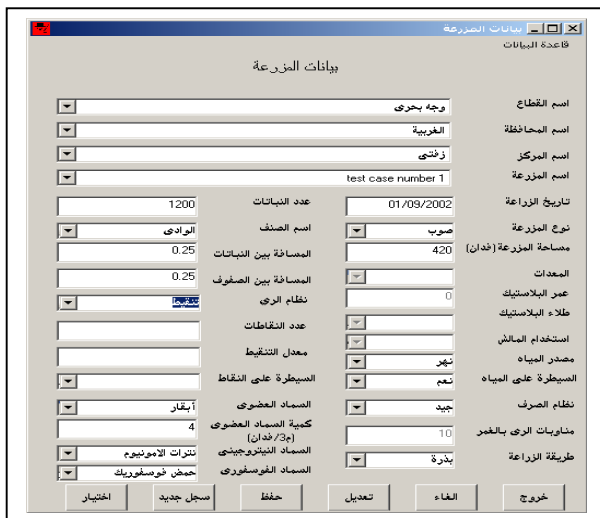 بيانات المزرعة
قاعدة البيانات
بيانات المزرعة
اسم القطاع وجه بحرى
اسم المحافظة الغربية
اسم المركز زفتى
اسم المزرعة test case number 1
تاريخ الزراعة 01/09/2002 عدد النباتات 1200
نوع المزرعة صوب اسم الصنف الوادى
مساحة المزرعة (فدان) 420 المسافة بين النباتات 0.25
المعدات المسافة بين الصفوف 0.25
عمر البلاستيك 0 نظام الرى تنقيط
طلاء البلاستيك عدد النقاطات
استخدام المالش معدل التنقيط
مصدر المياه نهر
السيطرة على المياه نعم السيطرة على النقاط
نظام الصرف جيد السماد العضوى أبقار
مناوبات الرى بالغمر 10 كمية السماد العضوى 4
(م3/فدان)
طريقة الزراعة بذرة السماد النيتروجينى نترات الامونيوم
السماد الفوسفورى حمض فوسفوريك
خروج الغاء تعديل حفظ سجل جديد اختيار